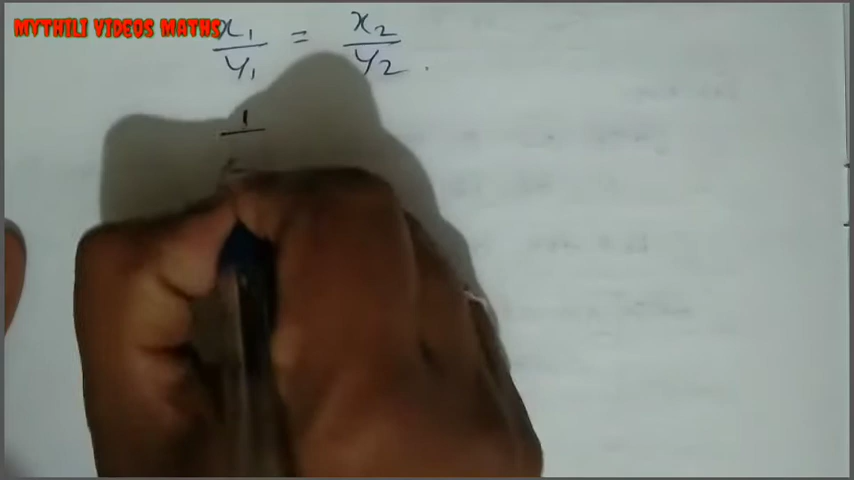 MYTHILI VIDEOS MATHS
x₁/y₁ = x₂/y₂.
1